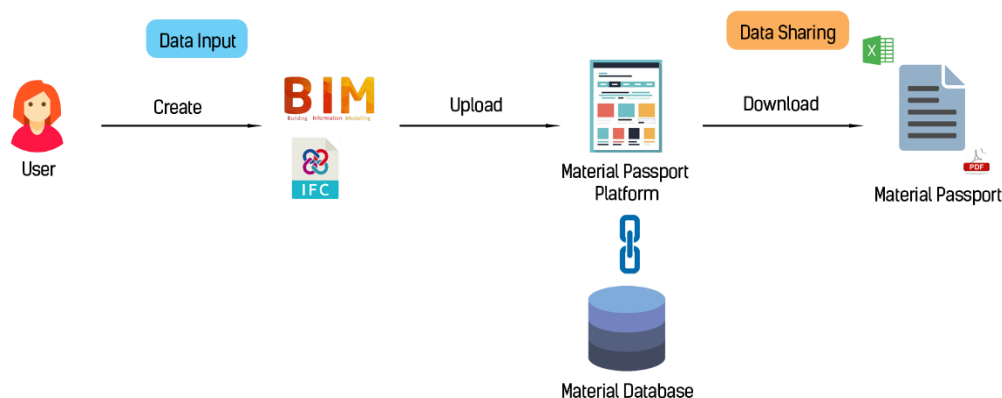 Data Input
Data Sharing
Create
BIM
Building Information Modeling
Upload
Download
User
IFC
Material Passport
Platform
X
PDF
Material Passport
Material Database